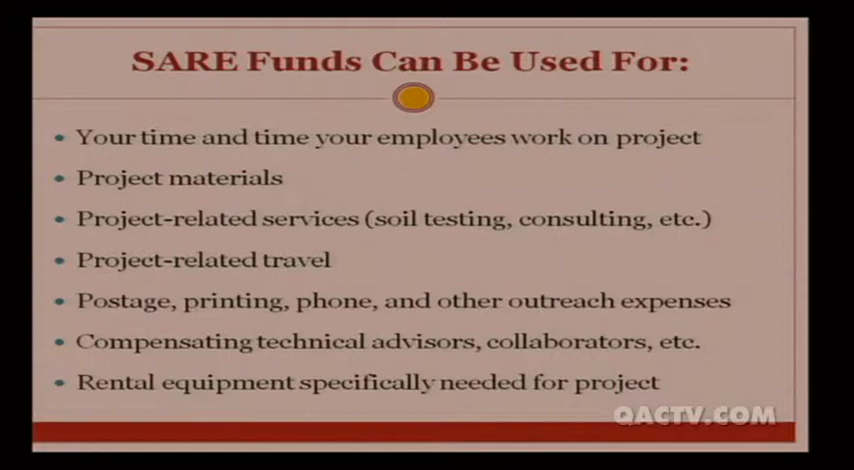 SARE Funds Can Be Used For:
• Your time and time your employees work on project
• Project materials
• Project-related services (soil testing, consulting, etc.)
• Project-related travel
• Postage, printing, phone, and other outreach expenses
• Compensating technical advisors, collaborators, etc.
• Rental equipment specifically needed for project
QACTV.COM